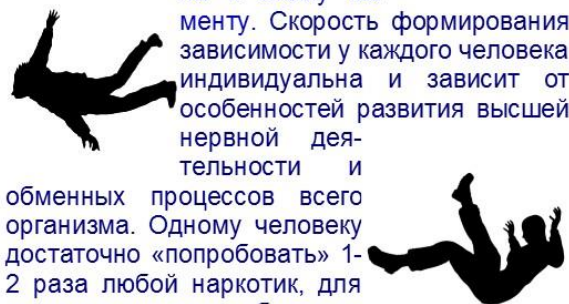 менту. Скорость формирования
зависимости у каждого человека
индивидуальна и зависит от
особенностей развития высшей
нервной дея-
тельности и
обменных процессов всего
организма. Одному человеку
достаточно «попробовать» 1-
2 раза любой наркотик, для